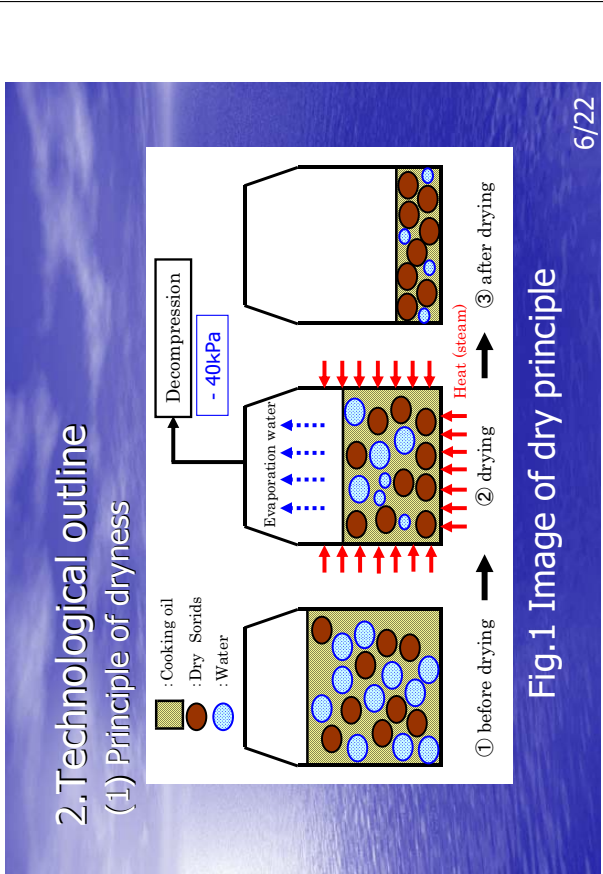 2.Technological outline
(1) Principle of dryness
:Cooking oil
:Dry Sorids
:Water
Decompression
- 40kPa
Evaporation water
Heat (steam)
① before drying
② drying
③ after drying
Fig.1 Image of dry principle
6/22